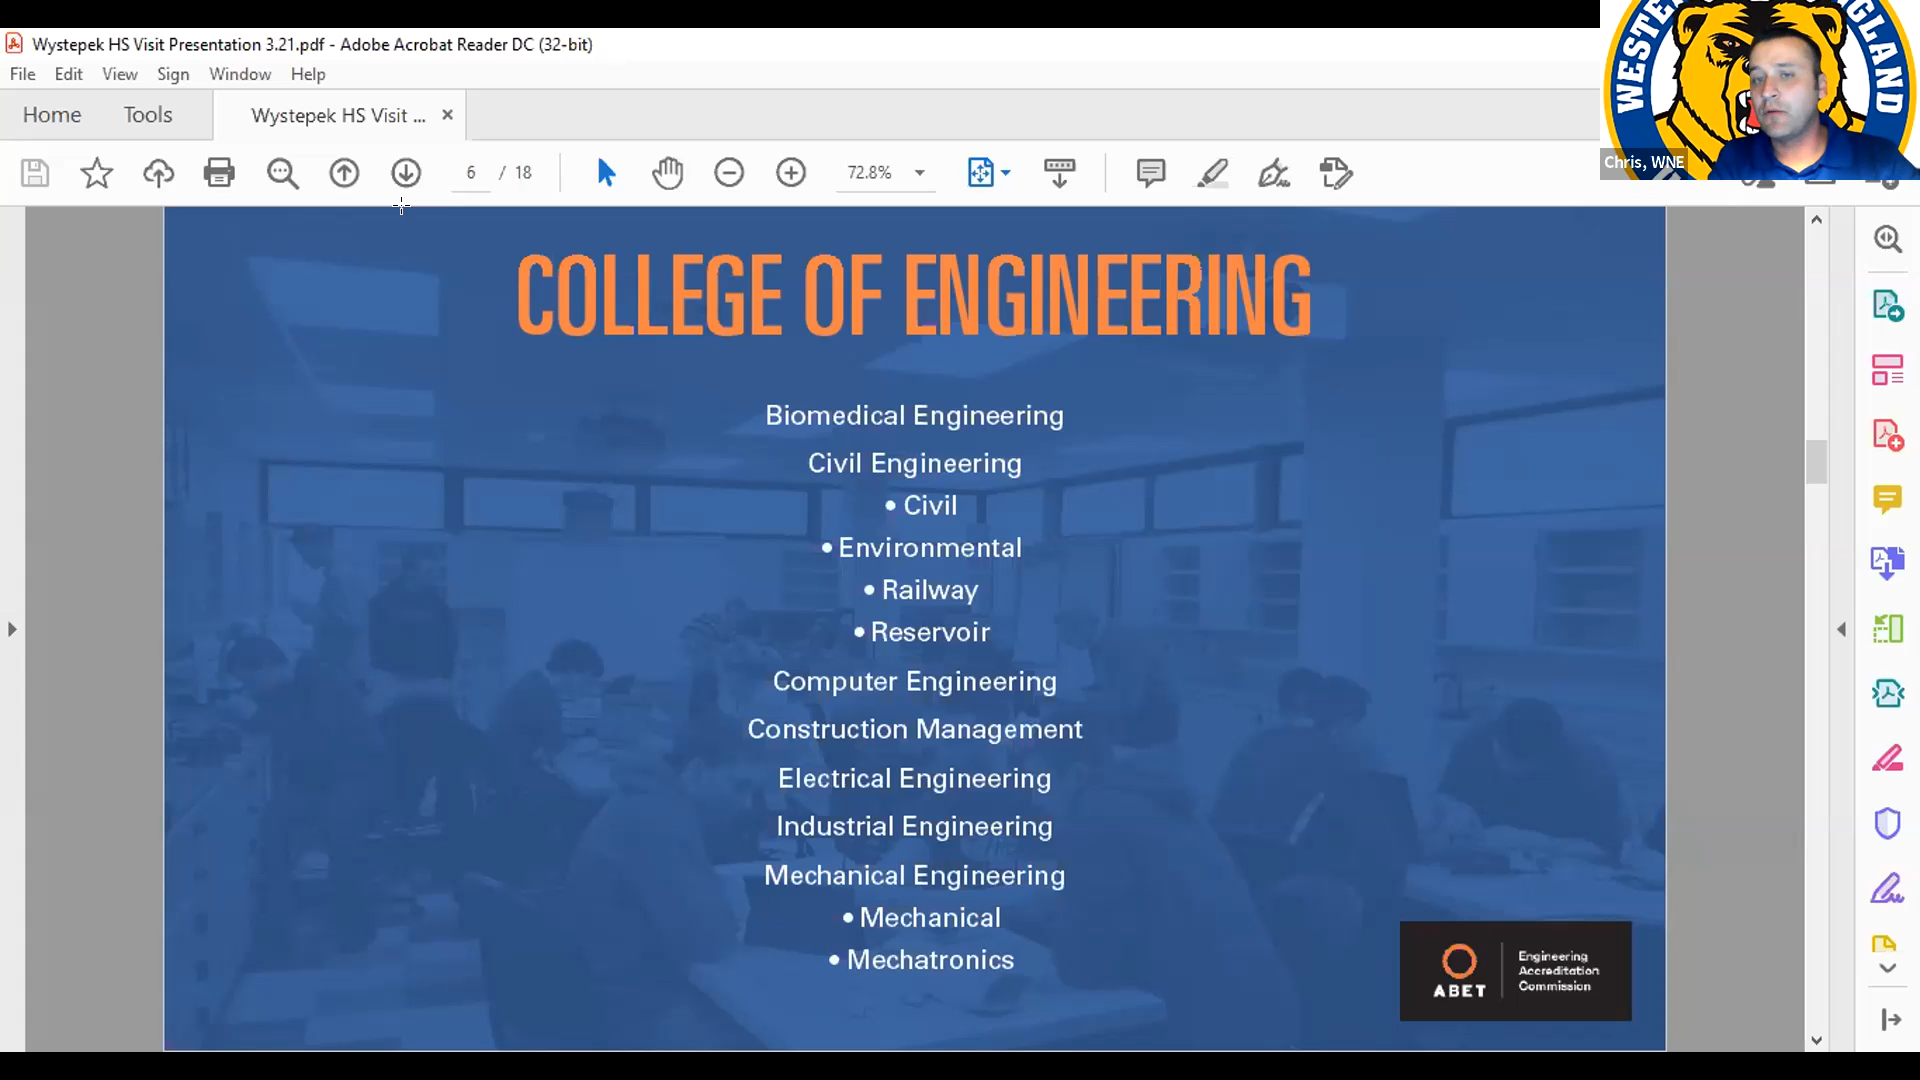 Wystepek HS Visit Presentation 3.21.pdf - Adobe Acrobat Reader DC (32-bit)
File Edit View Sign Window Help
Home Tools Wystepek HS Visit ... ×
6 / 18 72.8%
WESTE
GLAND
Chris, WNE
COLLEGE OF ENGINEERING
Biomedical Engineering
Civil Engineering
• Civil
• Environmental
• Railway
• Reservoir
Computer Engineering
Construction Management
Electrical Engineering
Industrial Engineering
Mechanical Engineering
• Mechanical
• Mechatronics
ABET
Engineering
Accreditation
Commission